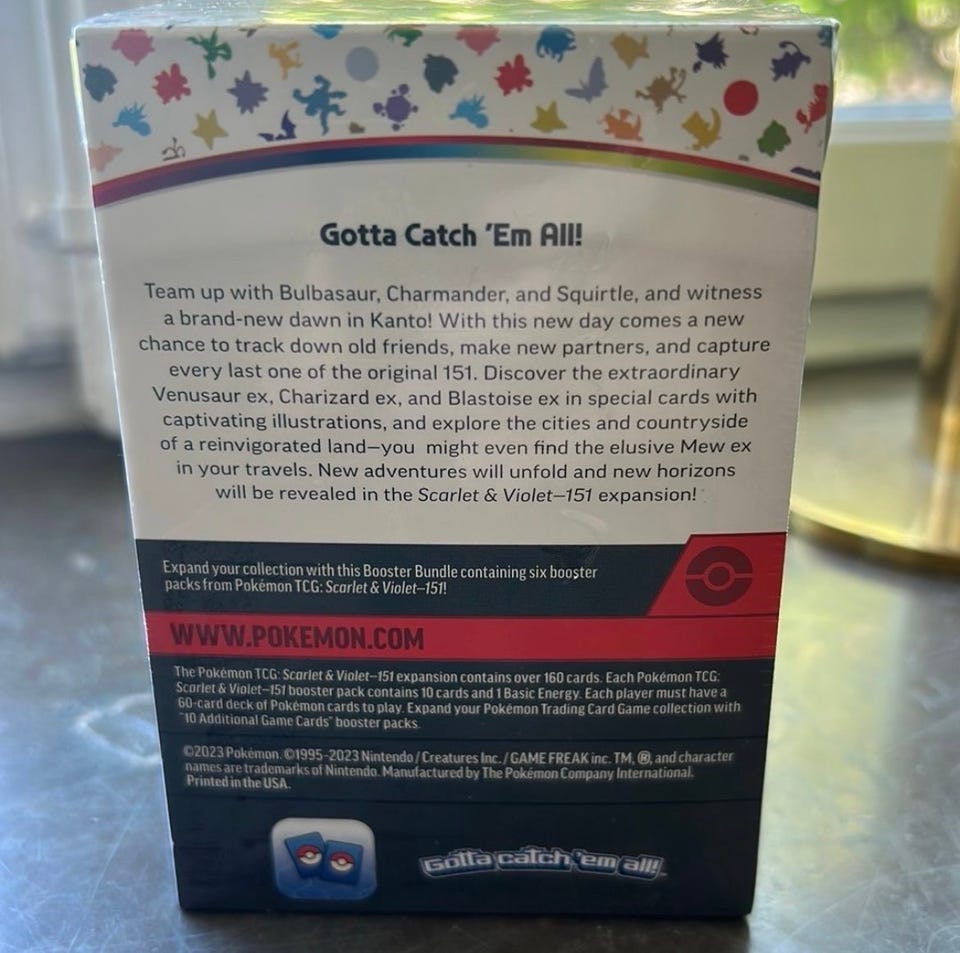 Gotta Catch 'Em All!
Team up with Bulbasaur, Charmander, and Squirtle, and witness
a brand-new dawn in Kanto! With this new day comes a new
chance to track down old friends, make new partners, and capture
every last one of the original 151. Discover the extraordinary
Venusaur ex, Charizard ex, and Blastoise ex in special cards with
captivating illustrations, and explore the cities and countryside
of a reinvigorated land—you might even find the elusive Mew ex
in your travels. New adventures will unfold and new horizons
will be revealed in the Scarlet & Violet—151 expansion!
Expand your collection with this Booster Bundle containing six booster
packs from Pokémon TCG: Scarlet & Violet—151!
WWW.POKEMON.COM
The Pokémon TCG: Scarlet & Violet—151 expansion contains over 160 cards. Each Pokémon TCG:
Scarlet & Violet—151 booster pack contains 10 cards and 1 Basic Energy. Each player must have a
60-card deck of Pokémon cards to play. Expand your Pokémon Trading Card Game collection with
"10 Additional Game Cards" booster packs.
©2023 Pokémon. ©1995–2023 Nintendo / Creatures Inc. / GAME FREAK inc. TM, ®, and character
names are trademarks of Nintendo. Manufactured by The Pokémon Company International.
Printed in the USA.
Gotta catch 'em all!